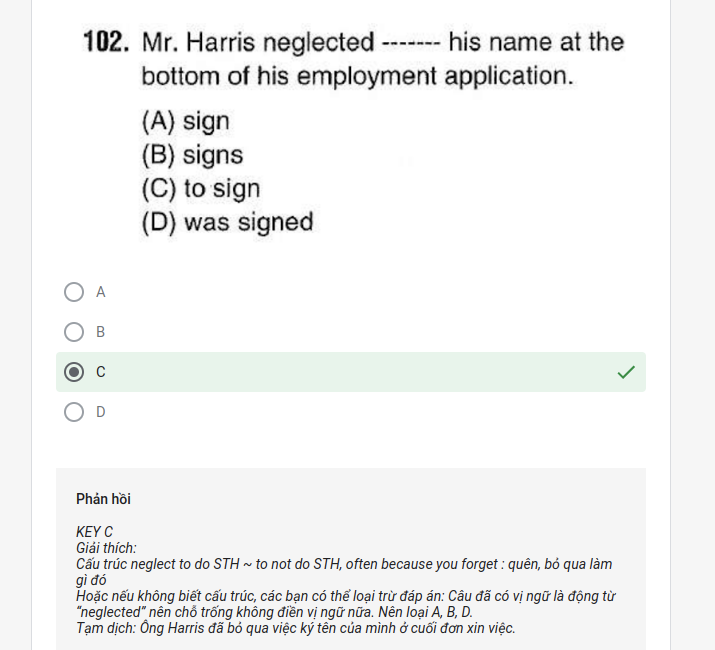 102. Mr. Harris neglected ------- his name at the
bottom of his employment application.
(A) sign
(B) signs
(C) to sign
(D) was signed
A
B
C
D
Phản hồi
KEY C
Giải thích:
Cấu trúc neglect to do STH ~ to not do STH, often because you forget : quên, bỏ qua làm
gì đó
Hoặc nếu không biết cấu trúc, các bạn có thể loại trừ đáp án: Câu đã có vị ngữ là động từ
“neglected” nên chỗ trống không điền vị ngữ nữa. Nên loại A, B, D.
Tạm dịch: Ông Harris đã bỏ qua việc ký tên của mình ở cuối đơn xin việc.